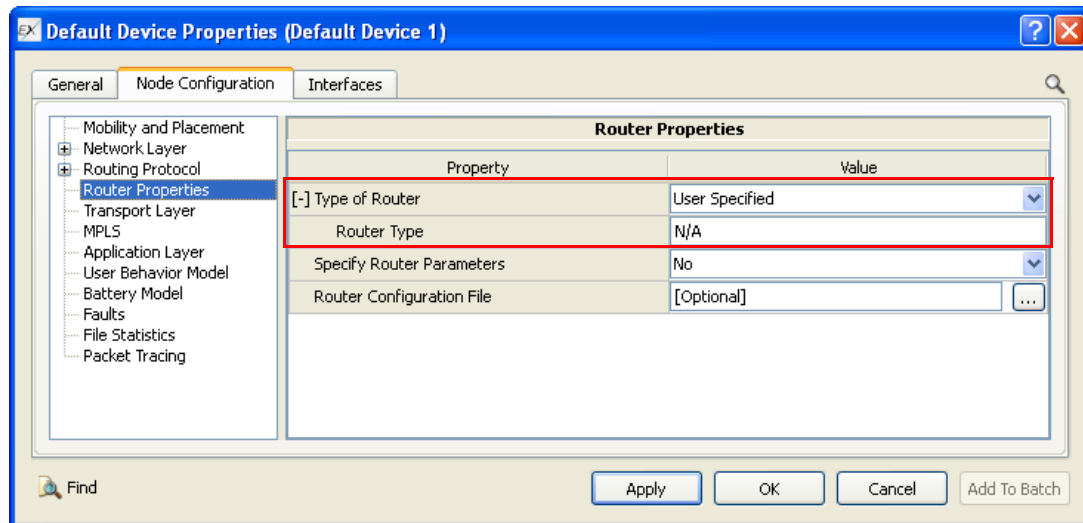 EX Default Device Properties (Default Device 1)
General Node Configuration Interfaces
Mobility and Placement
Network Layer
Routing Protocol
Router Properties
Transport Layer
MPLS
Application Layer
User Behavior Model
Battery Model
Faults
File Statistics
Packet Tracing
Router Properties
Property Value
[-] Type of Router User Specified
Router Type N/A
Specify Router Parameters No
Router Configuration File [Optional] ...
Find Apply OK Cancel Add To Batch